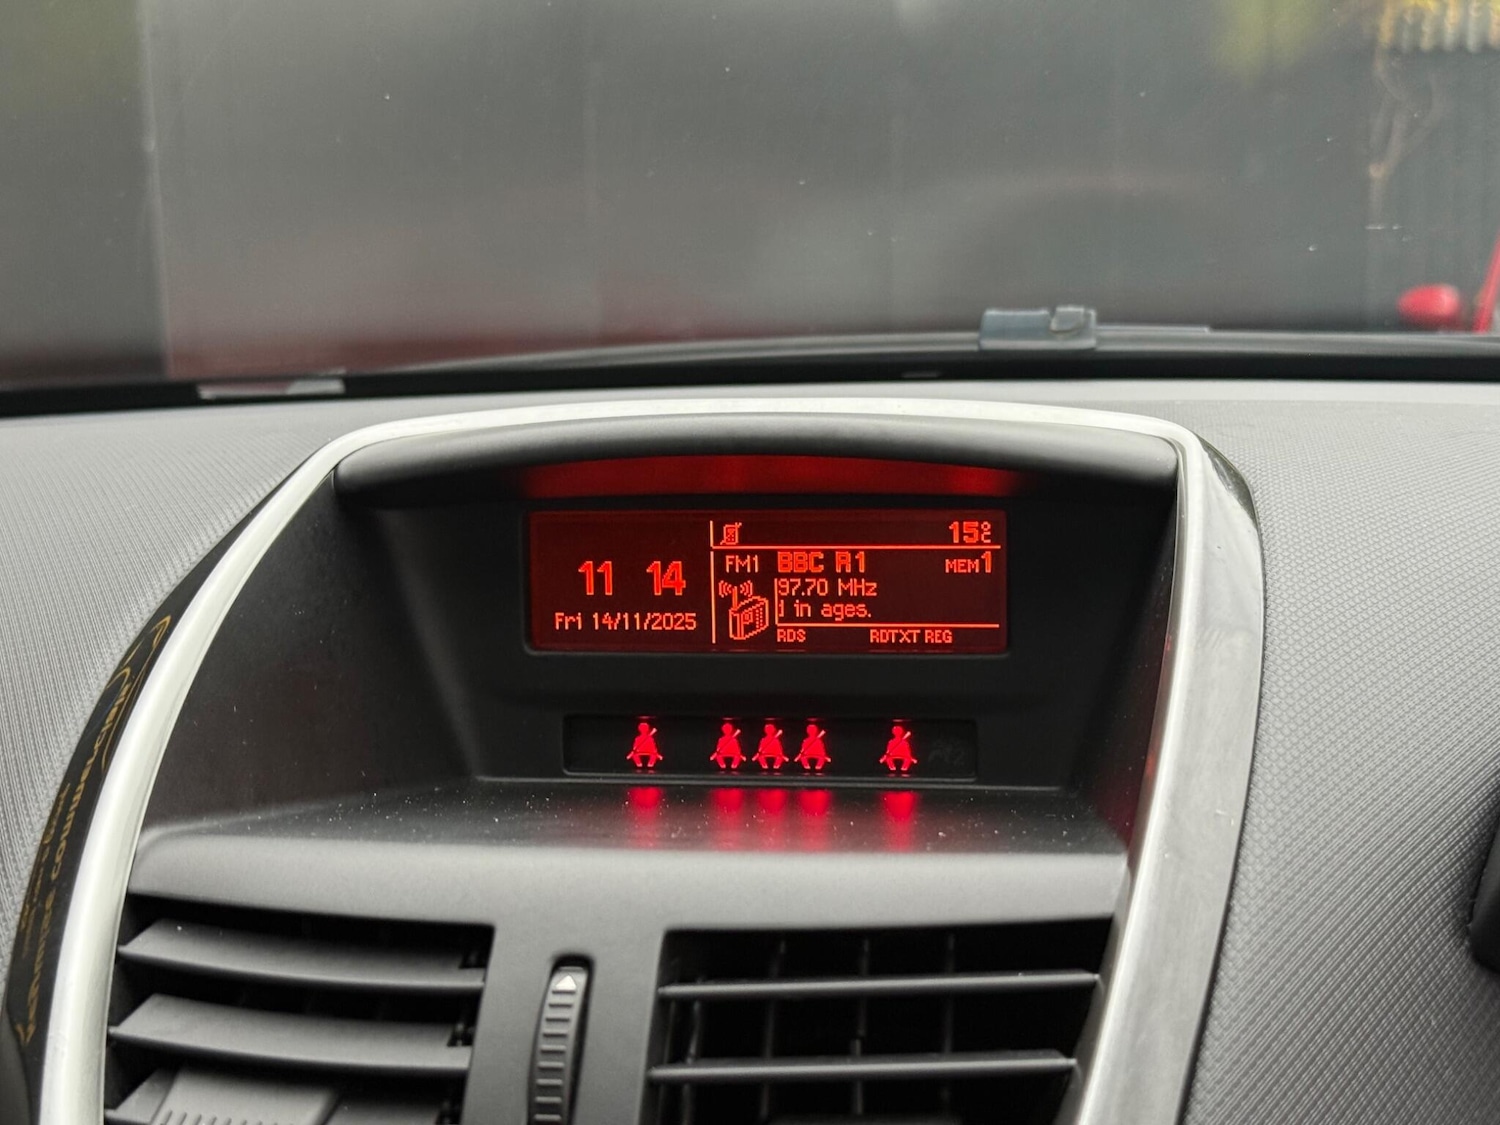 15°C
11 14
Fri 14/11/2025
FM1 BBC R1 MEM1
97.70 MHz
in ages.
RDS RDTXT REG